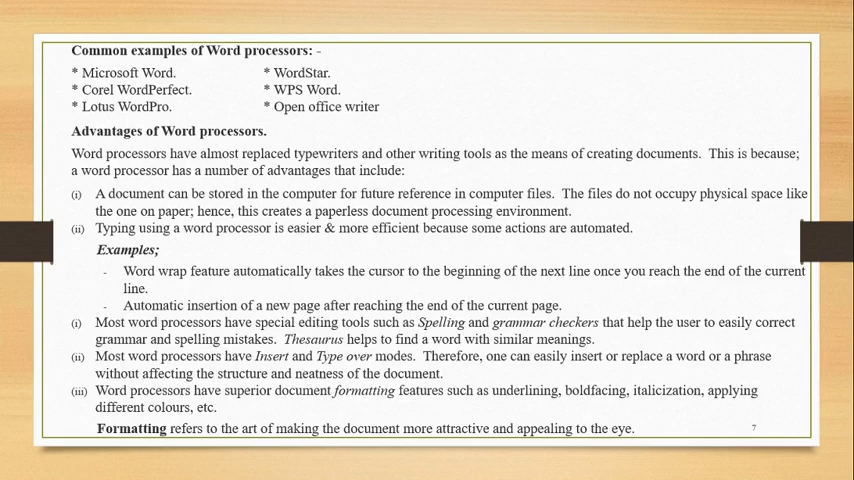 Common examples of Word processors: -
* Microsoft Word. * WordStar.
* Corel WordPerfect. * WPS Word.
* Lotus WordPro. * Open office writer
Advantages of Word processors.
Word processors have almost replaced typewriters and other writing tools as the means of creating documents. This is because;
a word processor has a number of advantages that include:
(i) A document can be stored in the computer for future reference in computer files. The files do not occupy physical space like
the one on paper; hence, this creates a paperless document processing environment.
(ii) Typing using a word processor is easier & more efficient because some actions are automated.
Examples;
- Word wrap feature automatically takes the cursor to the beginning of the next line once you reach the end of the current
line.
- Automatic insertion of a new page after reaching the end of the current page.
(i) Most word processors have special editing tools such as Spelling and grammar checkers that help the user to easily correct
grammar and spelling mistakes. Thesaurus helps to find a word with similar meanings.
(ii) Most word processors have Insert and Type over modes. Therefore, one can easily insert or replace a word or a phrase
without affecting the structure and neatness of the document.
(iii) Word processors have superior document formatting features such as underlining, boldfacing, italicization, applying
different colours, etc.
Formatting refers to the art of making the document more attractive and appealing to the eye.
7